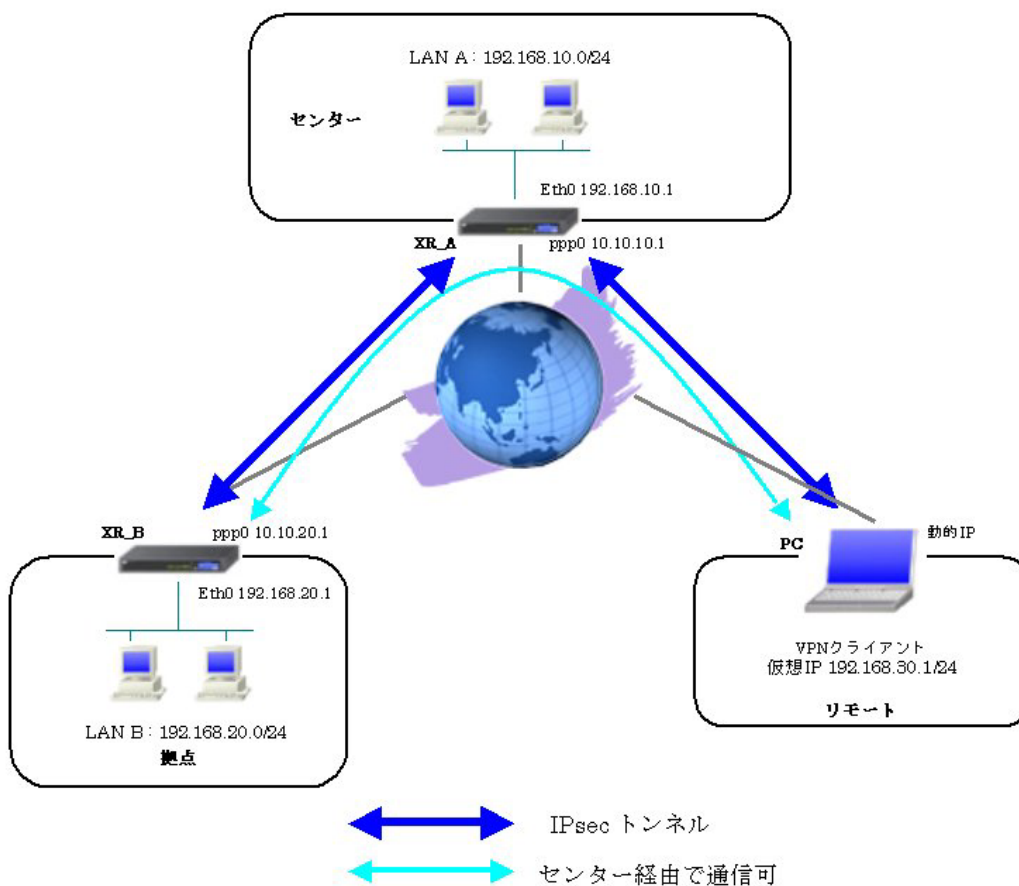 LAN A：192.168.10.0/24
センター
Eth0 192.168.10.1
XR_A
ppp0 10.10.10.1
XR_B
ppp0 10.10.20.1
Eth0 192.168.20.1
LAN B：192.168.20.0/24
拠点
PC
動的IP
VPNクライアント
仮想IP 192.168.30.1/24
リモート
IPsec トンネル
センター経由で通信可